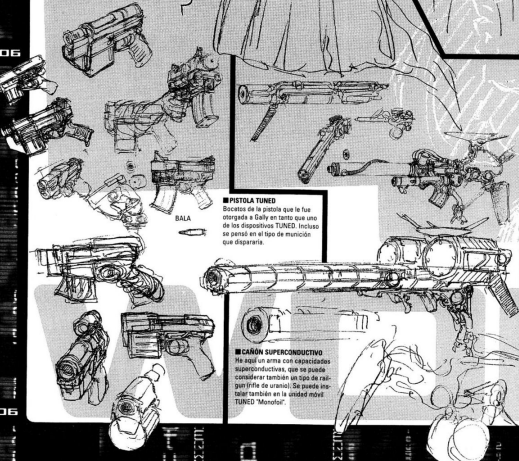 06
BALA
■PISTOLA TUNED
Bocetos de la pistola que le fue
otorgada a Gally en tanto que uno
de los dispositivos TUNED. Incluso
se pensó en el tipo de munición
que dispararía.
■CAÑÓN SUPERCONDUCTIVO
He aquí un arma con capacidades
superconductivas, que se puede
considerar también un tipo de rail-
gun (rifle de uranio). Se puede ins-
talar también en la unidad móvil
TUNED "Monofoil".
06